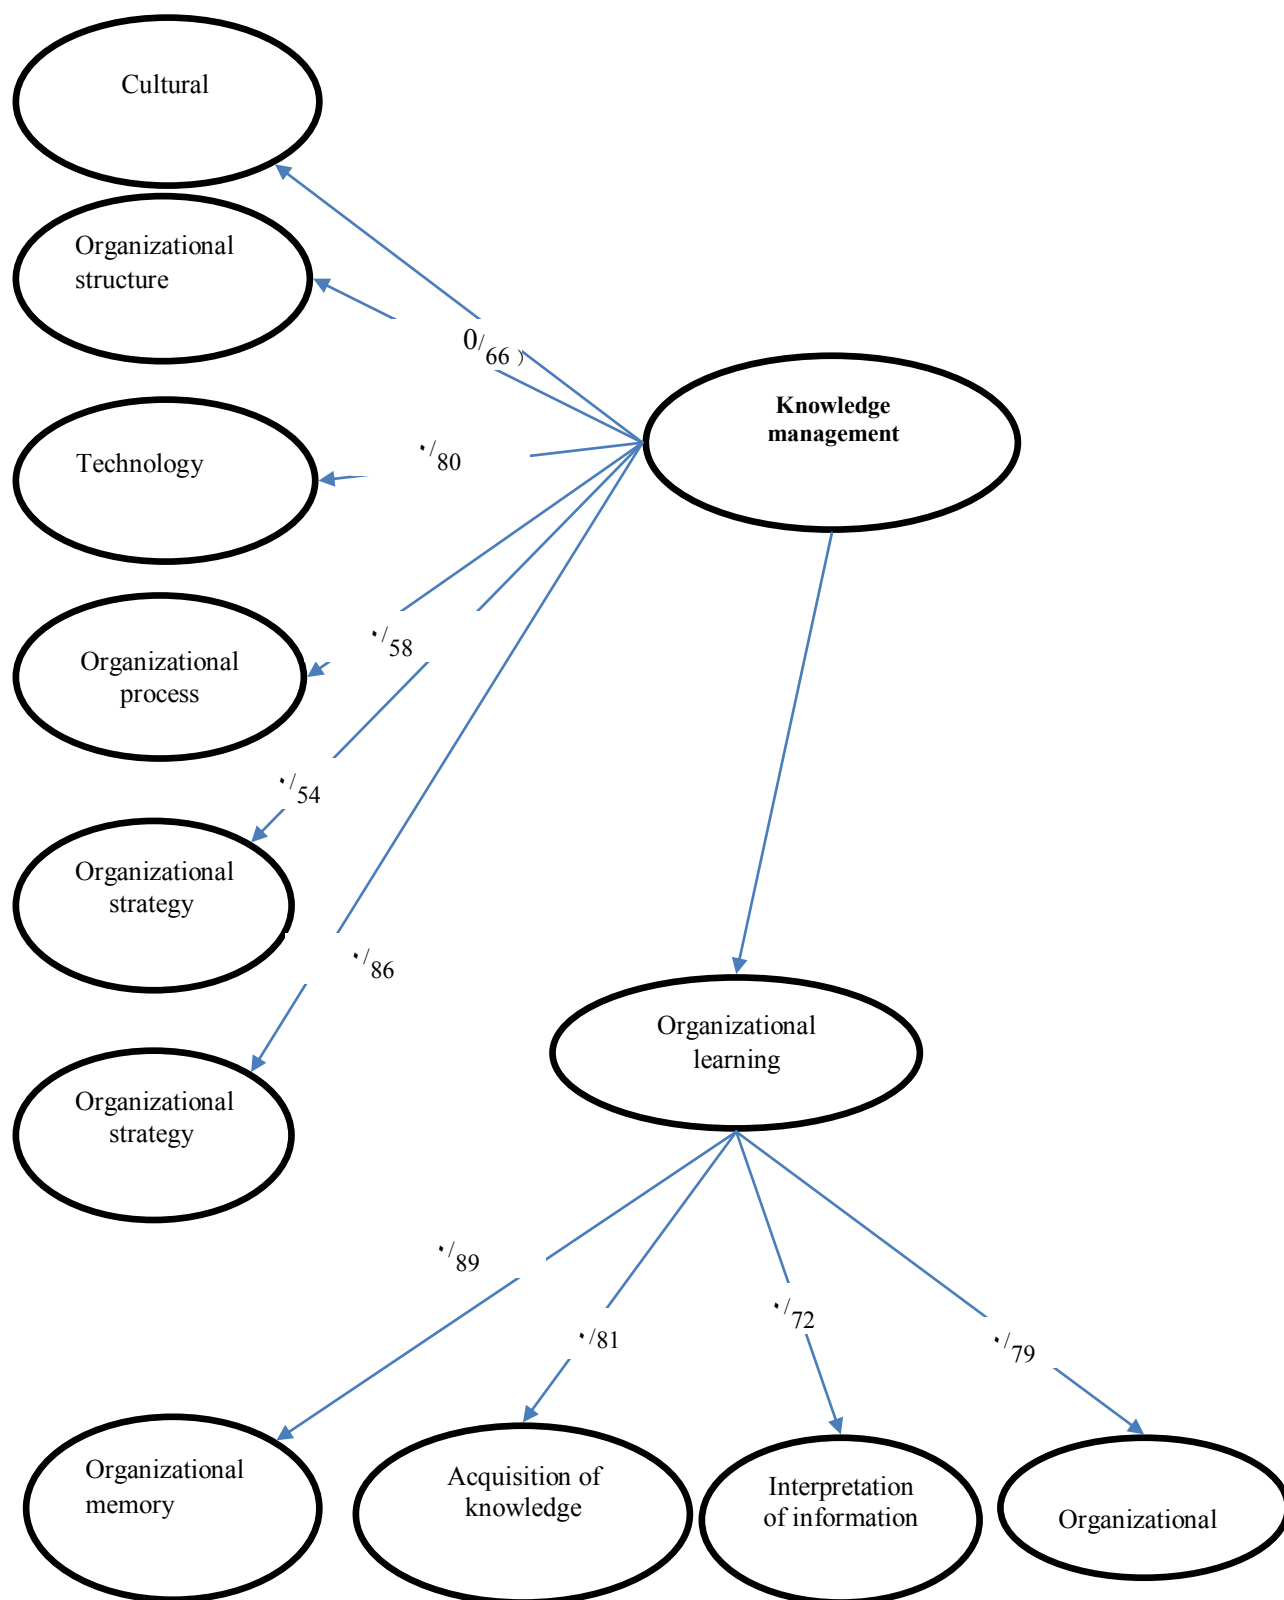 Cultural
Organizational
structure
0/66 )
Knowledge
management
Technology
٠/80
٠/58
Organizational
process
٠/54
Organizational
strategy
٠/86
Organizational
learning
Organizational
strategy
٠/89
٠/81
٠/72
٠/79
Organizational
memory
Acquisition of
knowledge
Interpretation
of information
Organizational